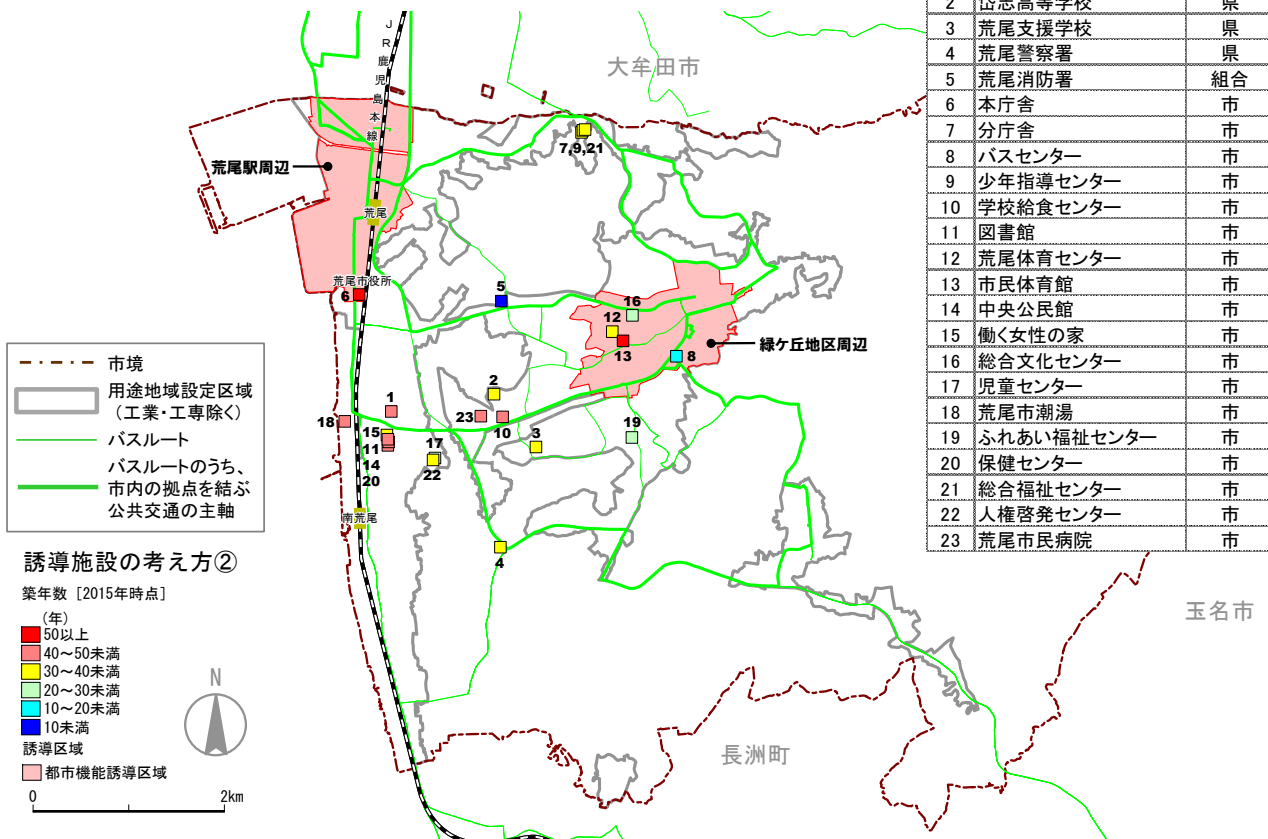 JR鹿児島本線
大牟田市
7,9,21
荒尾駅周辺
荒尾
荒尾市役所
6
5
16
12
13
8
緑ケ丘地区周辺
2
1
23
10
18
15
11
14
20
17
22
3
19
南荒尾
4
玉名市
長洲町
市境
用途地域設定区域
(工業・工専除く)
バスルート
バスルートのうち、
市内の拠点を結ぶ
公共交通の主軸
誘導施設の考え方②
築年数 [2015年時点]
(年)
50以上
40~50未満
30~40未満
20~30未満
10~20未満
10未満
誘導区域
都市機能誘導区域
N
0 2km
2 岱志高等学校 県
3 荒尾支援学校 県
4 荒尾警察署 県
5 荒尾消防署 組合
6 本庁舎 市
7 分庁舎 市
8 バスセンター 市
9 少年指導センター 市
10 学校給食センター 市
11 図書館 市
12 荒尾体育センター 市
13 市民体育館 市
14 中央公民館 市
15 働く女性の家 市
16 総合文化センター 市
17 児童センター 市
18 荒尾市潮湯 市
19 ふれあい福祉センター 市
20 保健センター 市
21 総合福祉センター 市
22 人権啓発センター 市
23 荒尾市民病院 市